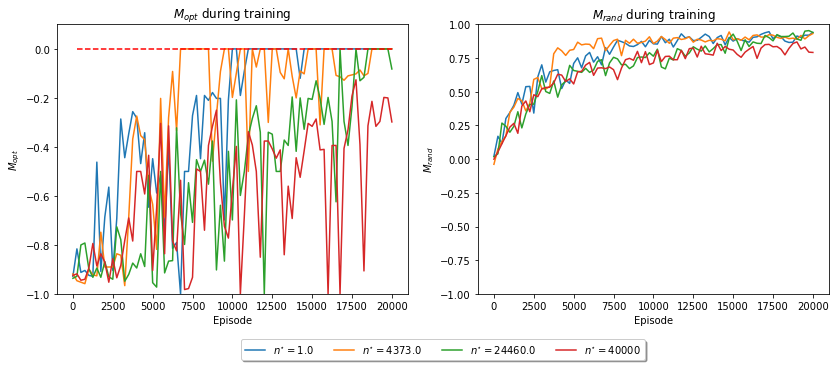 M_opt during training
M_opt
0.0
−0.2
−0.4
−0.6
−0.8
−1.0
0 2500 5000 7500 10000 12500 15000 17500 20000
Episode
M_rand during training
M_rand
1.00
0.75
0.50
0.25
0.00
−0.25
−0.50
−0.75
−1.00
0 2500 5000 7500 10000 12500 15000 17500 20000
Episode
n* = 1.0 n* = 4373.0 n* = 24460.0 n* = 40000